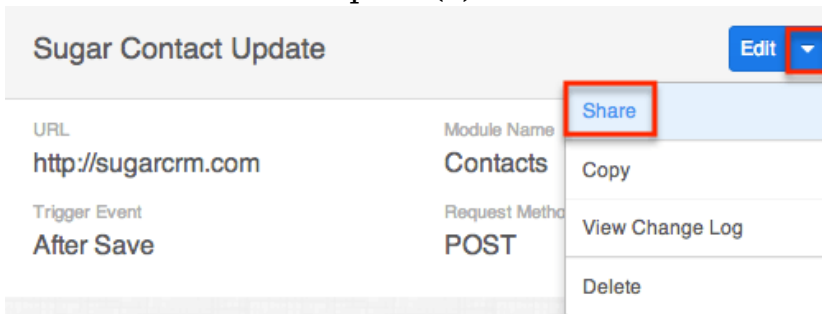 Sugar Contact Update
Edit
Share
URL
Module Name
http://sugarcrm.com
Contacts
Copy
Trigger Event
After Save
POST
Request
View Change Log
Delete